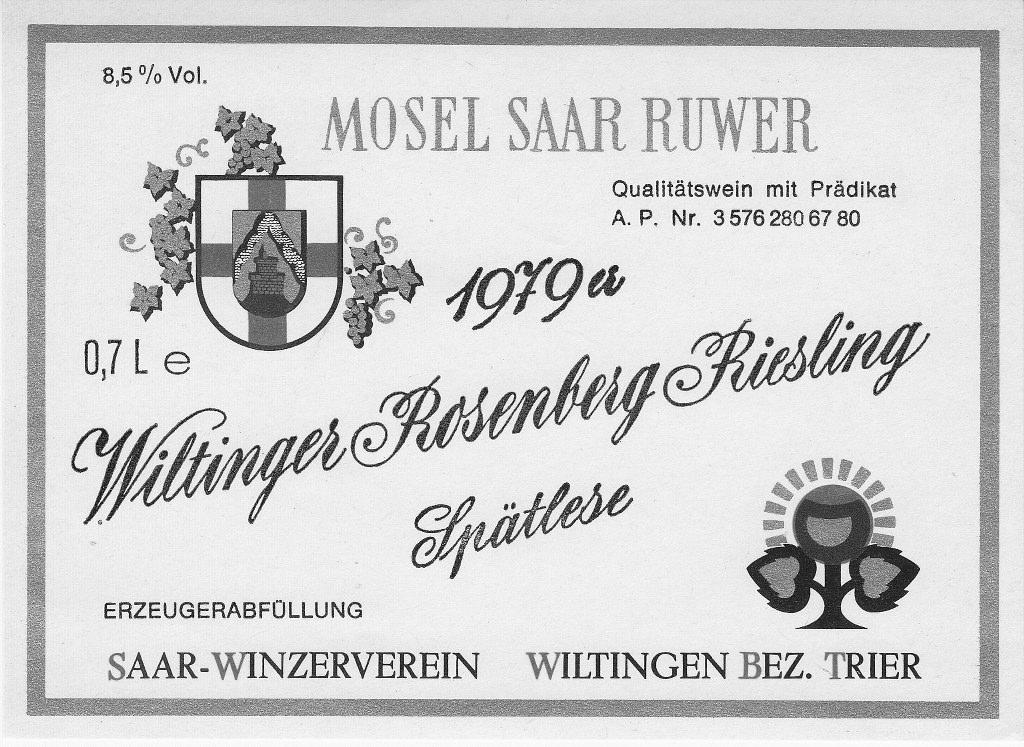 8,5 % Vol.
MOSEL SAAR RUWER
Qualitätswein mit Prädikat
A. P. Nr. 3 576 280 67 80
1979er
0,7 L e
Wiltinger Rosenberg Riesling
Spätlese
ERZEUGERABFÜLLUNG
SAAR-WINZERVEREIN WILTINGEN BEZ. TRIER